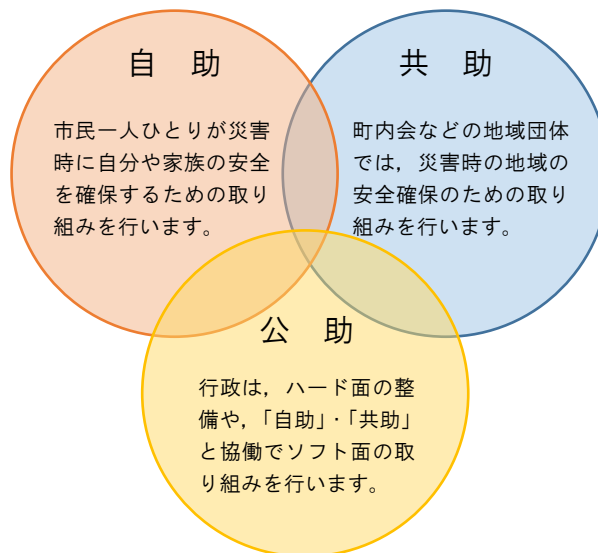 自　助
市民一人ひとりが災害
時に自分や家族の安全
を確保するための取り
組みを行います。
共　助
町内会などの地域団体
では，災害時の地域の
安全確保のための取り
組みを行います。
公　助
行政は，ハード面の整
備や，「自助」・「共助」
と協働でソフト面の取
り組みを行います。